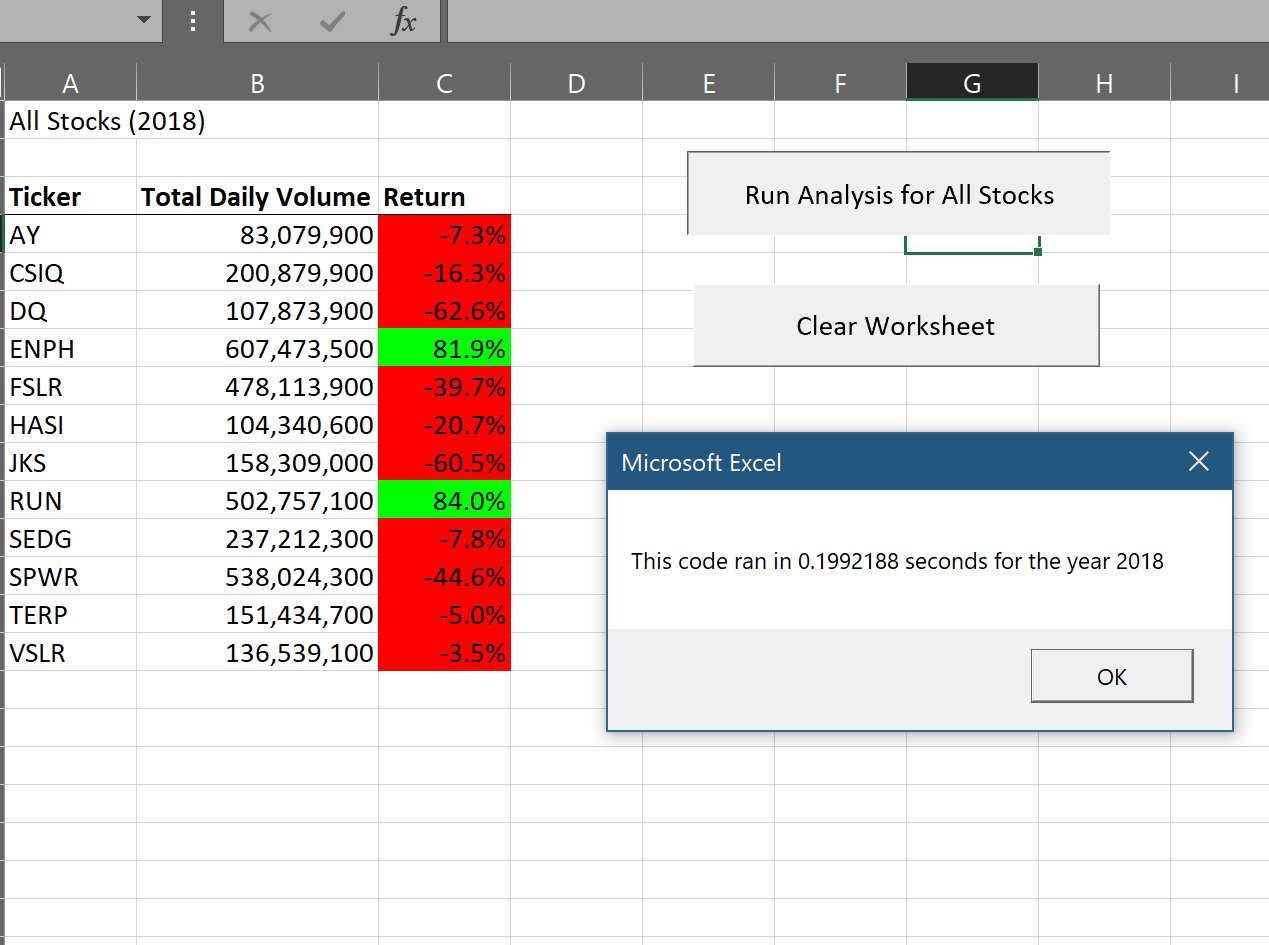 fx
A B C D E F G H I
All Stocks (2018)
Run Analysis for All Stocks
Ticker Total Daily Volume Return
AY 83,079,900 -7.3%
CSIQ 200,879,900 -16.3%
DQ 107,873,900 -62.6%
Clear Worksheet
ENPH 607,473,500 81.9%
FSLR 478,113,900 -39.7%
HASI 104,340,600 -20.7%
JKS 158,309,000 -60.5%
RUN 502,757,100 84.0%
SEDG 237,212,300 -7.8%
SPWR 538,024,300 -44.6%
TERP 151,434,700 -5.0%
VSLR 136,539,100 -3.5%
Microsoft Excel
This code ran in 0.1992188 seconds for the year 2018
OK